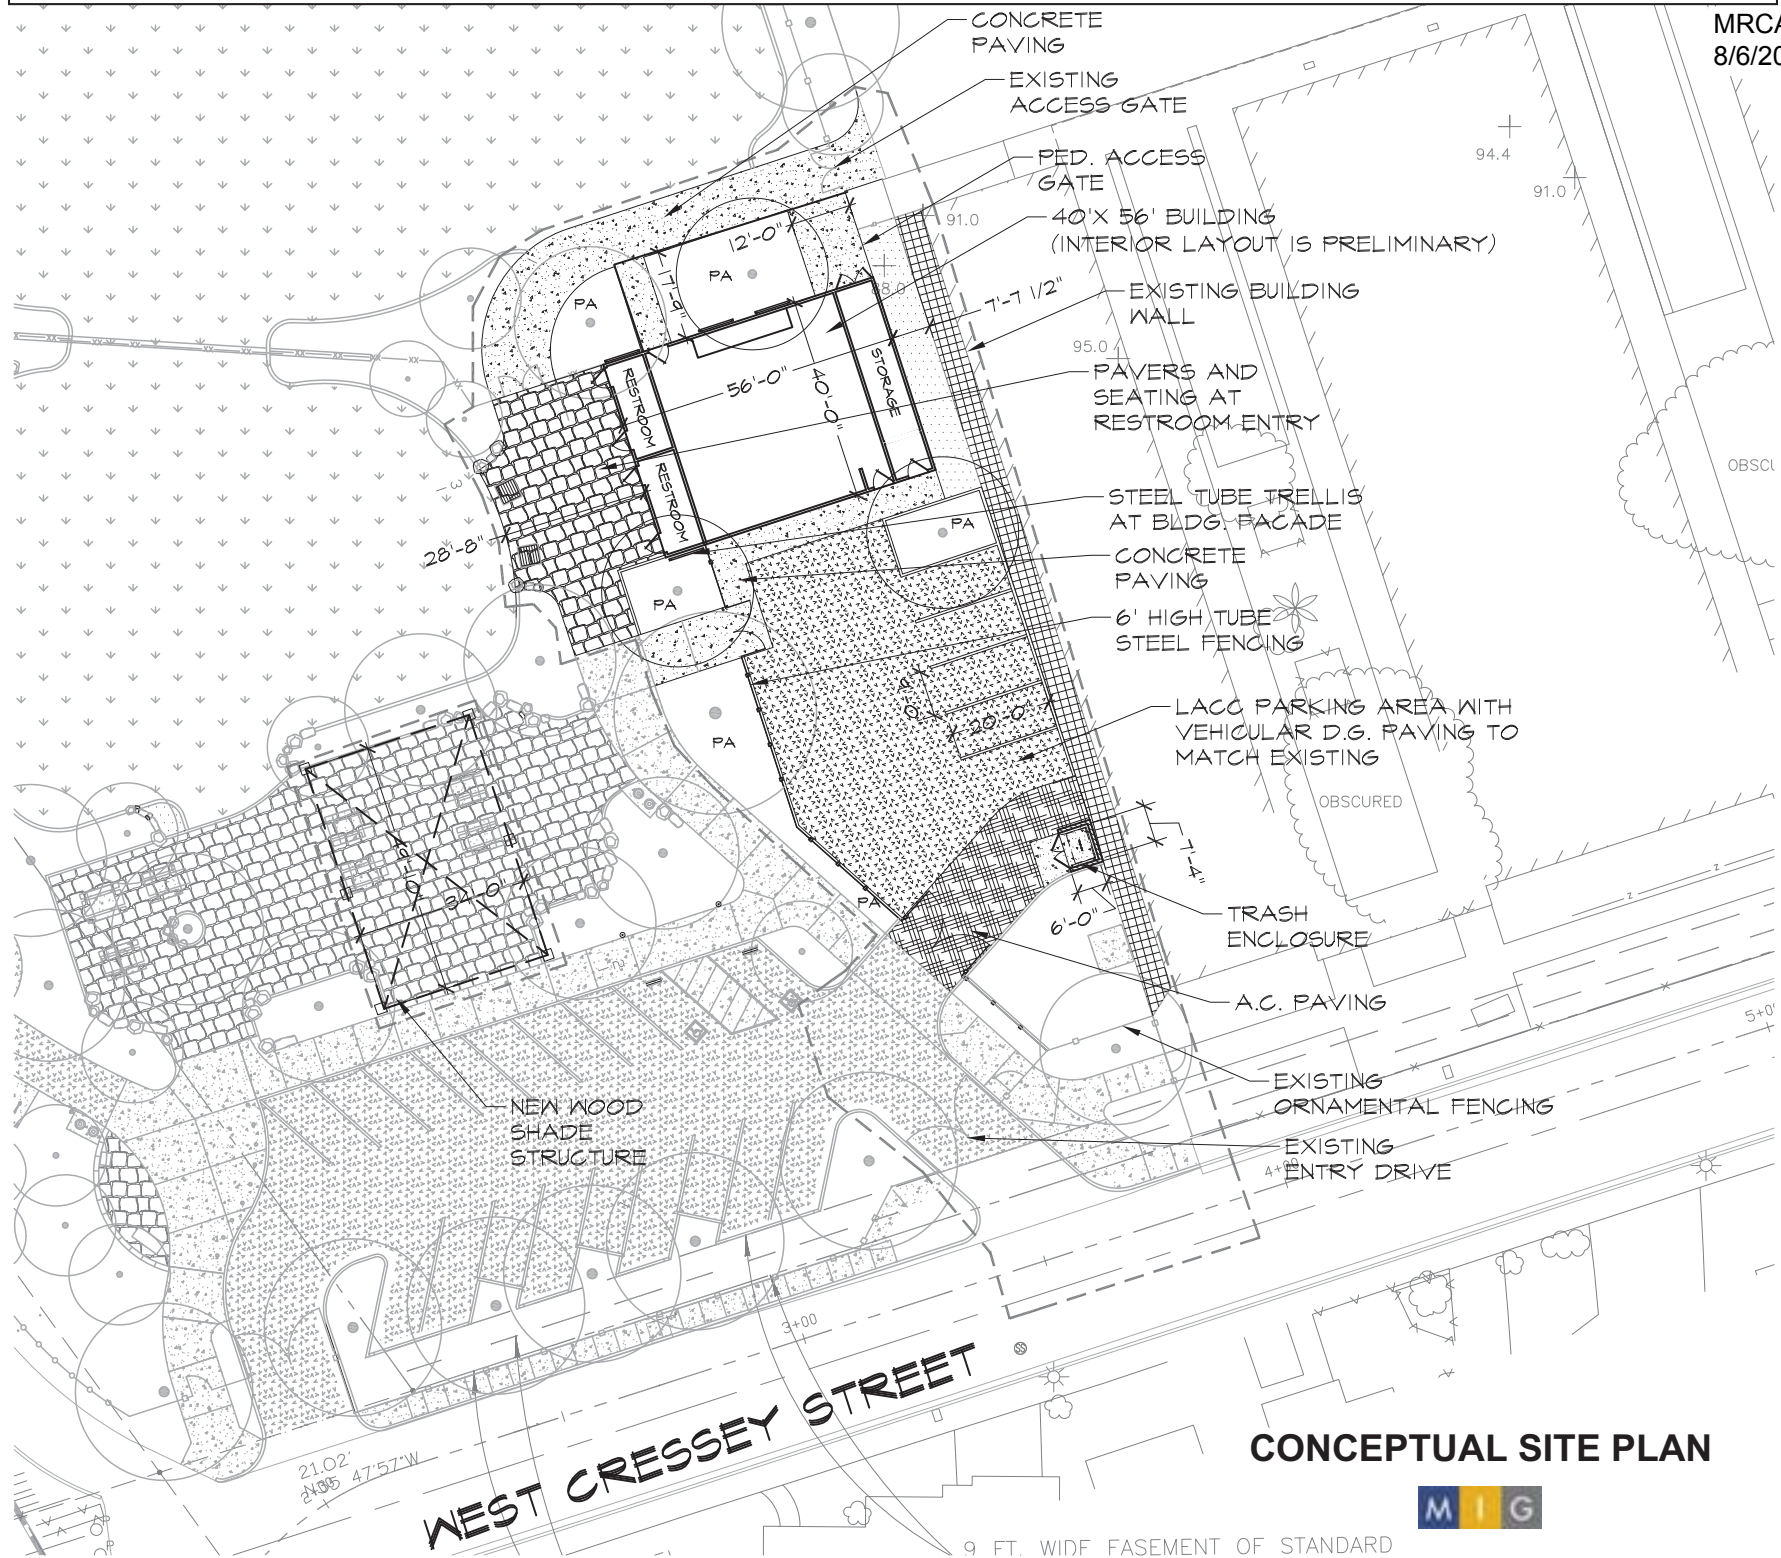 MRCA
8/6/20
CONCRETE
PAVING
EXISTING
ACCESS GATE
PED. ACCESS
GATE
40'X 56' BUILDING
(INTERIOR LAYOUT IS PRELIMINARY)
EXISTING BUILDING
WALL
PAVERS AND
SEATING AT
RESTROOM ENTRY
STEEL TUBE TRELLIS
AT BLDG. FACADE
CONCRETE
PAVING
6' HIGH TUBE
STEEL FENCING
LACC PARKING AREA WITH
VEHICULAR D.G. PAVING TO
MATCH EXISTING
TRASH
ENCLOSURE
A.C. PAVING
EXISTING
ORNAMENTAL FENCING
EXISTING
ENTRY DRIVE
NEW WOOD
SHADE
STRUCTURE
94.4
91.0
91.0
88.0
95.0
OBSCURED
12'-0"
17'-9"
7'-7 1/2"
56'-0"
40'-0"
28'-8"
20'-0"
7'-4"
6'-0"
PA
PA
PA
PA
PA
PA
STORAGE
RESTROOM
RESTROOM
3+00
4+00
21.02'
WEST CRESSEY STREET
CONCEPTUAL SITE PLAN
M I G
9 FT. WIDE EASEMENT OF STANDARD